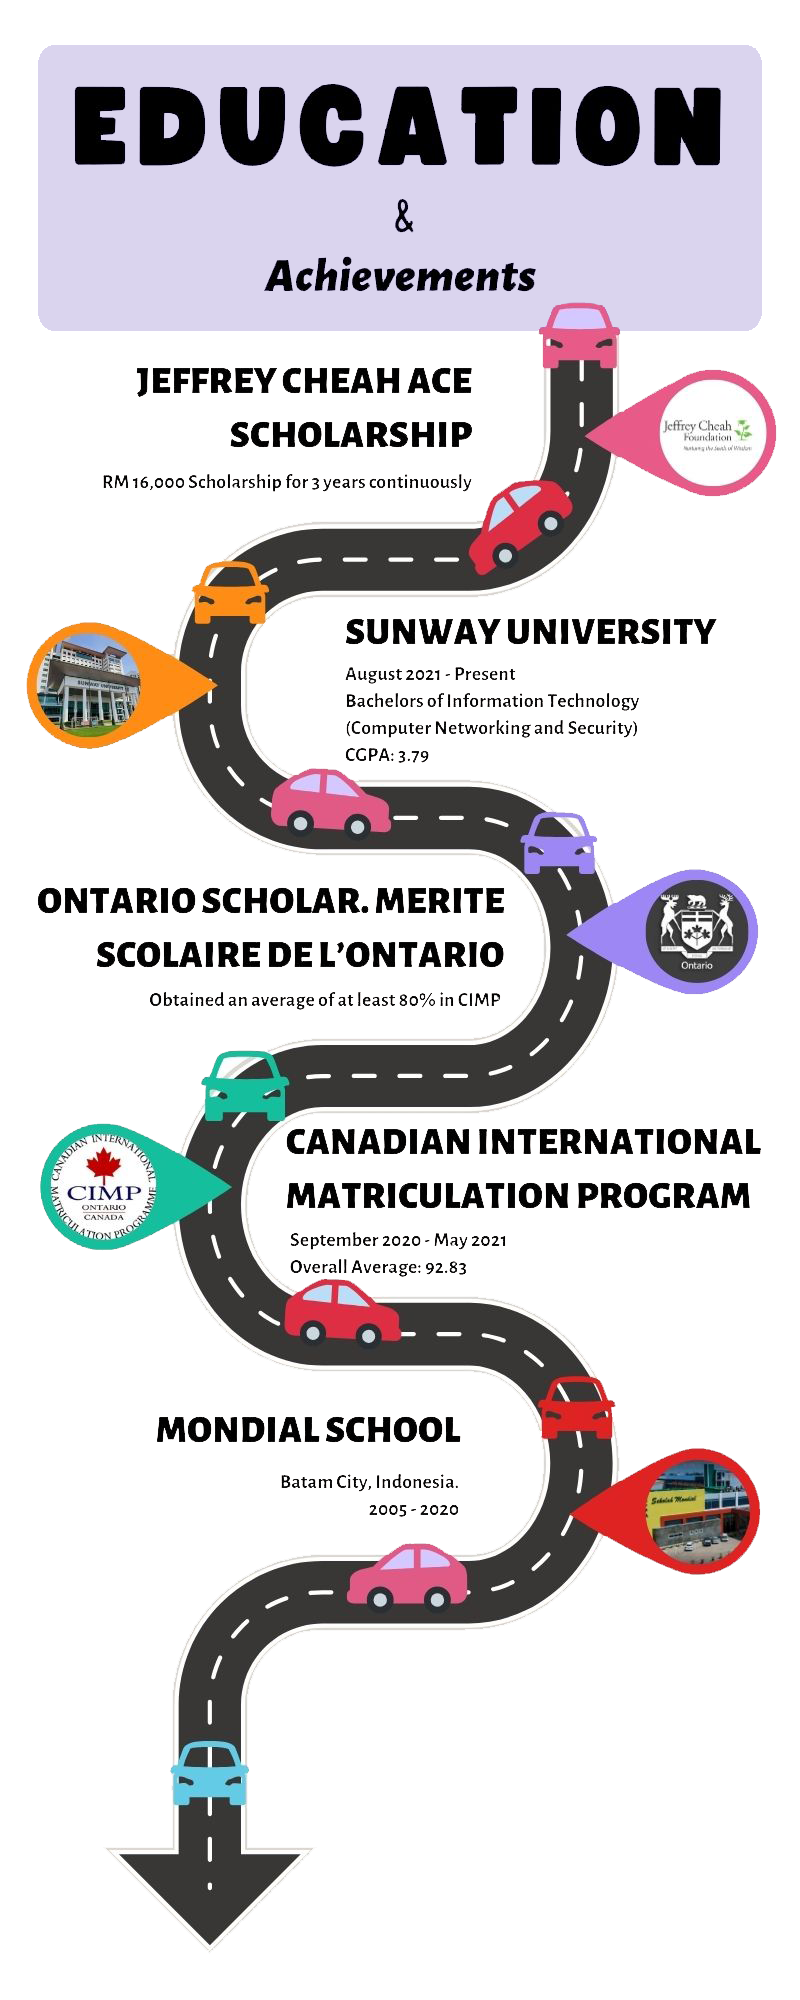 EDUCATION
&
Achievements
JEFFREY CHEAH ACE
SCHOLARSHIP
RM 16,000 Scholarship for 3 years continuously
Jeffrey Cheah
Foundation
Nurturing the Seeds of Wisdom
SUNWAY UNIVERSITY
August 2021 - Present
Bachelors of Information Technology
(Computer Networking and Security)
CGPA: 3.79
SUNWAY UNIVERSITY
ONTARIO SCHOLAR. MERITE
SCOLAIRE DE L’ONTARIO
Obtained an average of at least 80% in CIMP
Ontario
CANADIAN INTERNATIONAL
MATRICULATION PROGRAM
September 2020 - May 2021
Overall Average: 92.83
CANADIAN INTERNATIONAL
CIMP
ONTARIO
CANADA
MATRICULATION PROGRAMME
MONDIAL SCHOOL
Batam City, Indonesia.
2005 - 2020
Sekolah Mondial